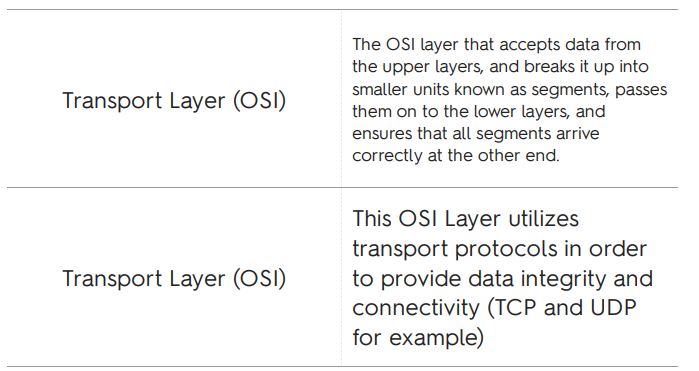 Transport Layer (OSI)
The OSI layer that accepts data from
the upper layers, and breaks it up into
smaller units known as segments, passes
them on to the lower layers, and
ensures that all segments arrive
correctly at the other end.
Transport Layer (OSI)
This OSI Layer utilizes
transport protocols in order
to provide data integrity and
connectivity (TCP and UDP
for example)